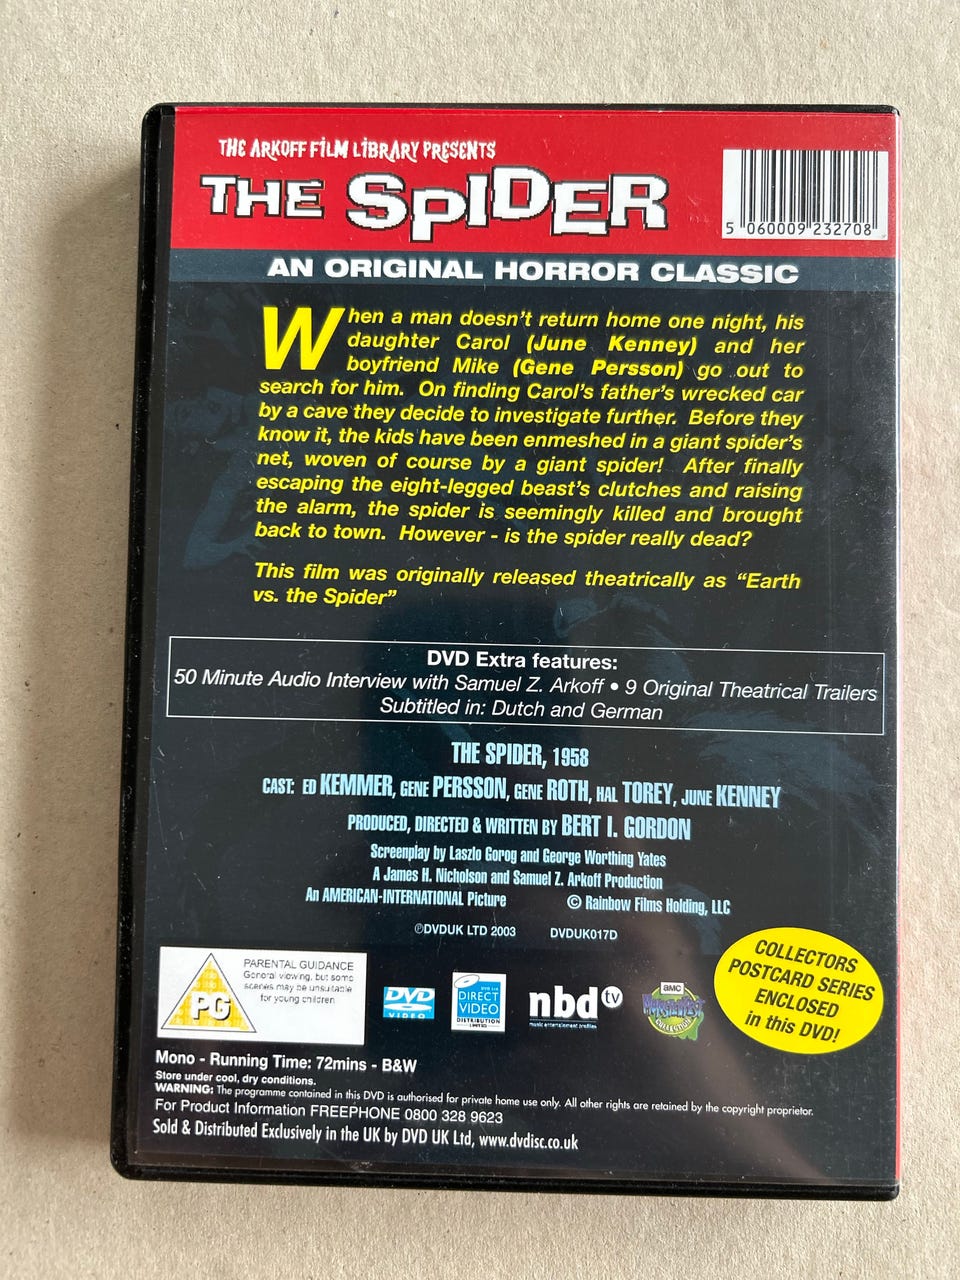 THE ARKOFF FILM LIBRARY PRESENTS
THE SPIDER
5 060009 232708
AN ORIGINAL HORROR CLASSIC
When a man doesn't return home one night, his
daughter Carol (June Kenney) and her
boyfriend Mike (Gene Persson) go out to
search for him. On finding Carol's father's wrecked car
by a cave they decide to investigate further. Before they
know it, the kids have been enmeshed in a giant spider's
net, woven of course by a giant spider! After finally
escaping the eight-legged beast's clutches and raising
the alarm, the spider is seemingly killed and brought
back to town. However - is the spider really dead?
This film was originally released theatrically as "Earth
vs. the Spider"
DVD Extra features:
50 Minute Audio Interview with Samuel Z. Arkoff • 9 Original Theatrical Trailers
Subtitled in: Dutch and German
THE SPIDER, 1958
CAST: ED KEMMER, GENE PERSSON, GENE ROTH, HAL TOREY, JUNE KENNEY
PRODUCED, DIRECTED & WRITTEN BY BERT I. GORDON
Screenplay by Laszlo Gorog and George Worthing Yates
A James H. Nicholson and Samuel Z. Arkoff Production
An AMERICAN-INTERNATIONAL Picture © Rainbow Films Holding, LLC
℗DVDUK LTD 2003 DVDUK017D
COLLECTORS
POSTCARD SERIES
ENCLOSED
in this DVD!
PG
PARENTAL GUIDANCE
General viewing, but some
scenes may be unsuitable
for young children
DVD
VIDEO
DIRECT
VIDEO
DISTRIBUTION
LIMITED
nbd tv
music entertainment profiles
amc
MONSTERFEST
COLLECTION
Mono - Running Time: 72mins - B&W
Store under cool, dry conditions.
WARNING: The programme contained in this DVD is authorised for private home use only. All other rights are retained by the copyright proprietor.
For Product Information FREEPHONE 0800 328 9623
Sold & Distributed Exclusively in the UK by DVD UK Ltd, www.dvdisc.co.uk